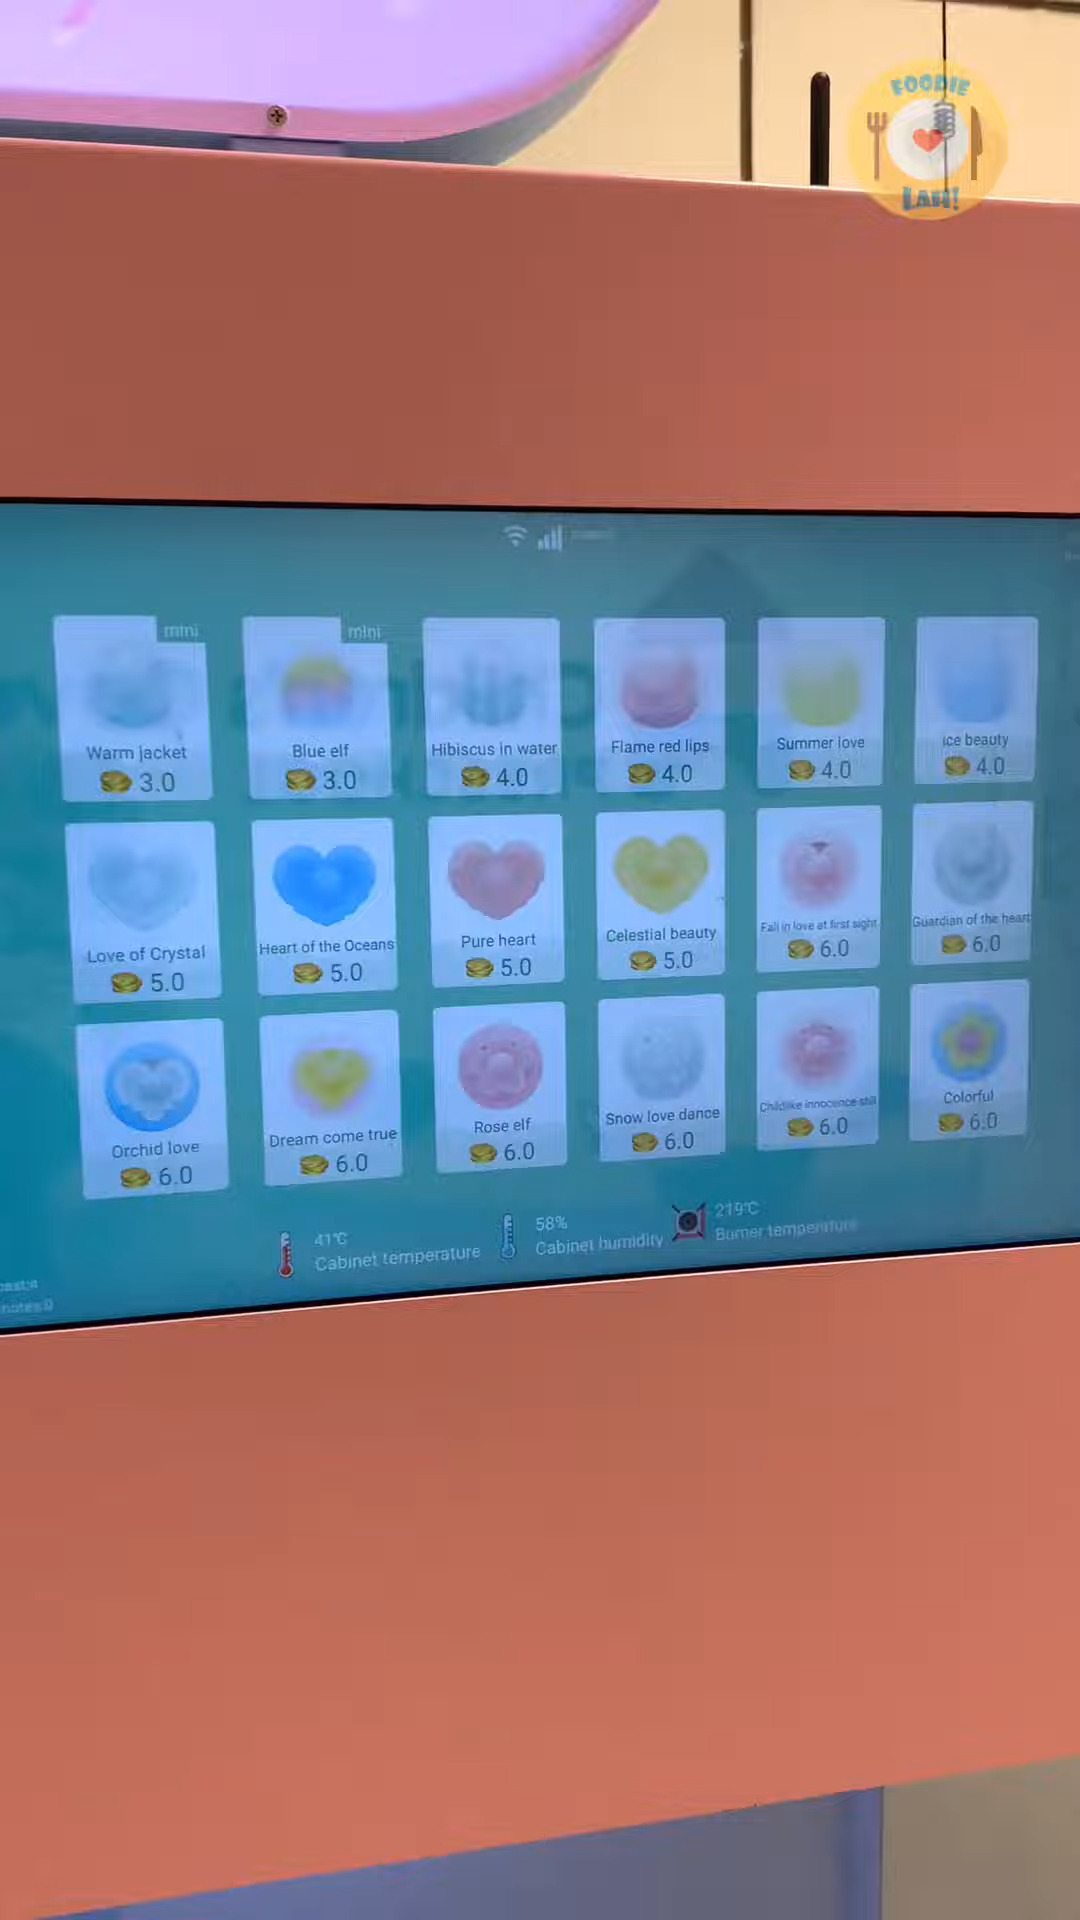 FOODIE
LAH!
mini
mini
Warm jacket
3.0
Blue elf
3.0
Hibiscus in water
4.0
Flame red lips
4.0
Summer love
4.0
Ice beauty
4.0
Love of Crystal
5.0
Heart of the Oceans
5.0
Pure heart
5.0
Celestial beauty
5.0
Fall in love at first sight
6.0
Guardian of the heart
6.0
Orchid love
6.0
Dream come true
6.0
Rose elf
6.0
Snow love dance
6.0
Childlike innocence still
6.0
Colorful
6.0
41℃
Cabinet temperature
58%
Cabinet humidity
219℃
Burner temperature